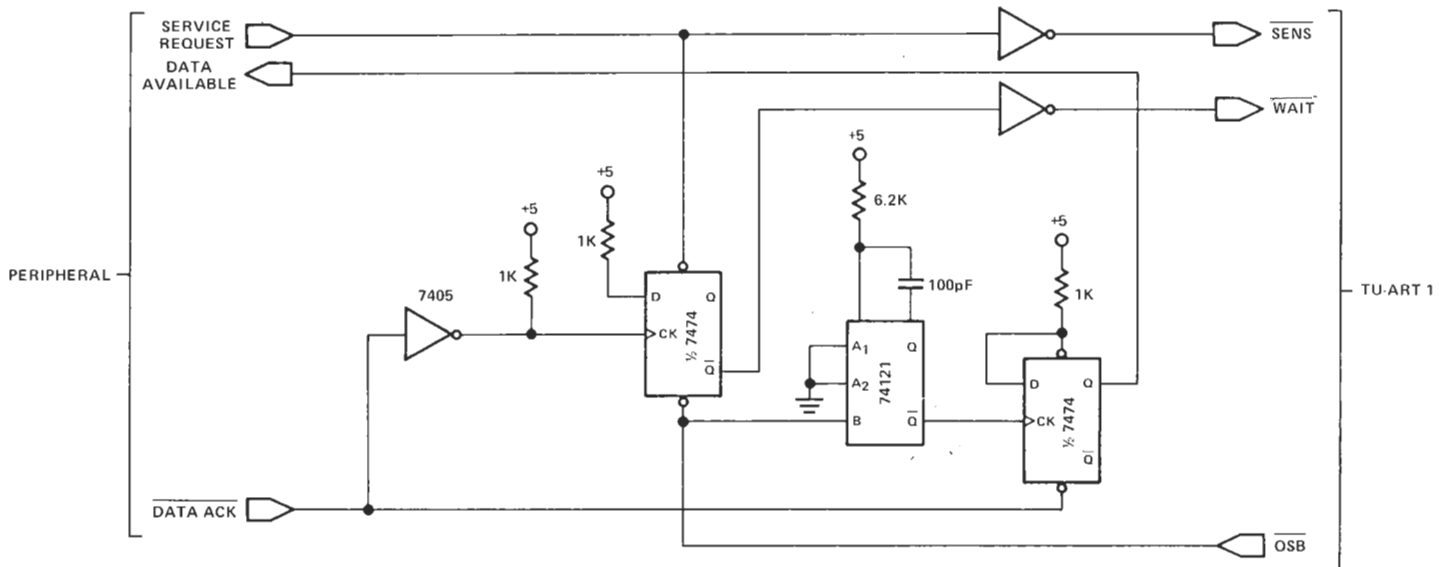 SERVICE
REQUEST
SENS
DATA
AVAILABLE
WAIT
+5
+5
+5
6.2K
+5
1K
1K
100pF
1K
PERIPHERAL
TU-ART 1
7405
D
Q
CK
½ 7474
Q
A1
Q
A2
74121
B
Q
D
Q
CK
½ 7474
Q
DATA ACK
OSB